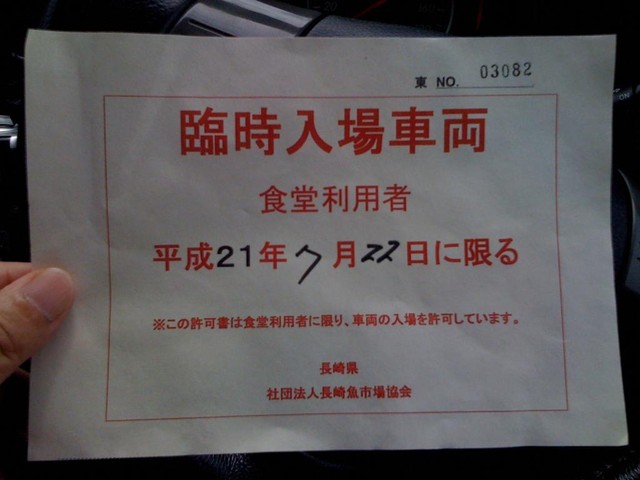 東 NO. 03082
臨時入場車両
食堂利用者
平成21年7月22日に限る
※この許可書は食堂利用者に限り、車両の入場を許可しています。
長崎県
社団法人長崎魚市場協会